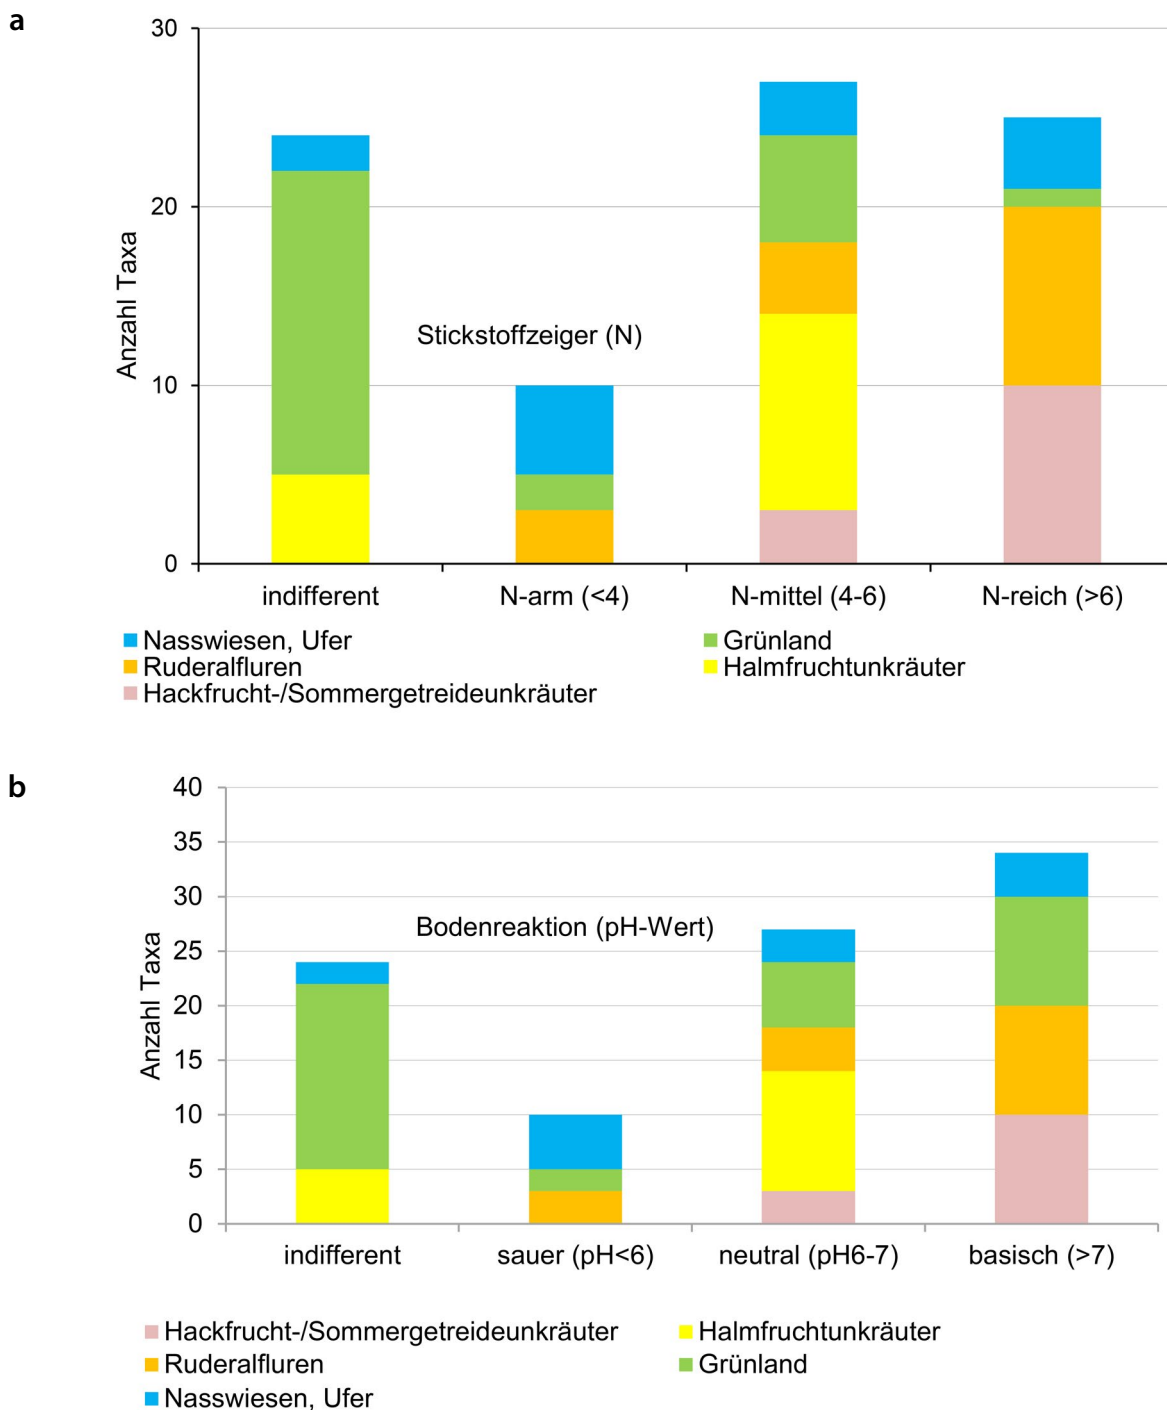 a
30
20
10
0
Anzahl Taxa
Stickstoffzeiger (N)
indifferent N-arm (<4) N-mittel (4-6) N-reich (>6)
Nasswiesen, Ufer Grünland
Ruderalfluren Halmfruchtunkräuter
Hackfrucht-/Sommergetreideunkräuter
b
40
35
30
25
20
15
10
5
0
Anzahl Taxa
Bodenreaktion (pH-Wert)
indifferent sauer (pH<6) neutral (pH6-7) basisch (>7)
Hackfrucht-/Sommergetreideunkräuter Halmfruchtunkräuter
Ruderalfluren Grünland
Nasswiesen, Ufer